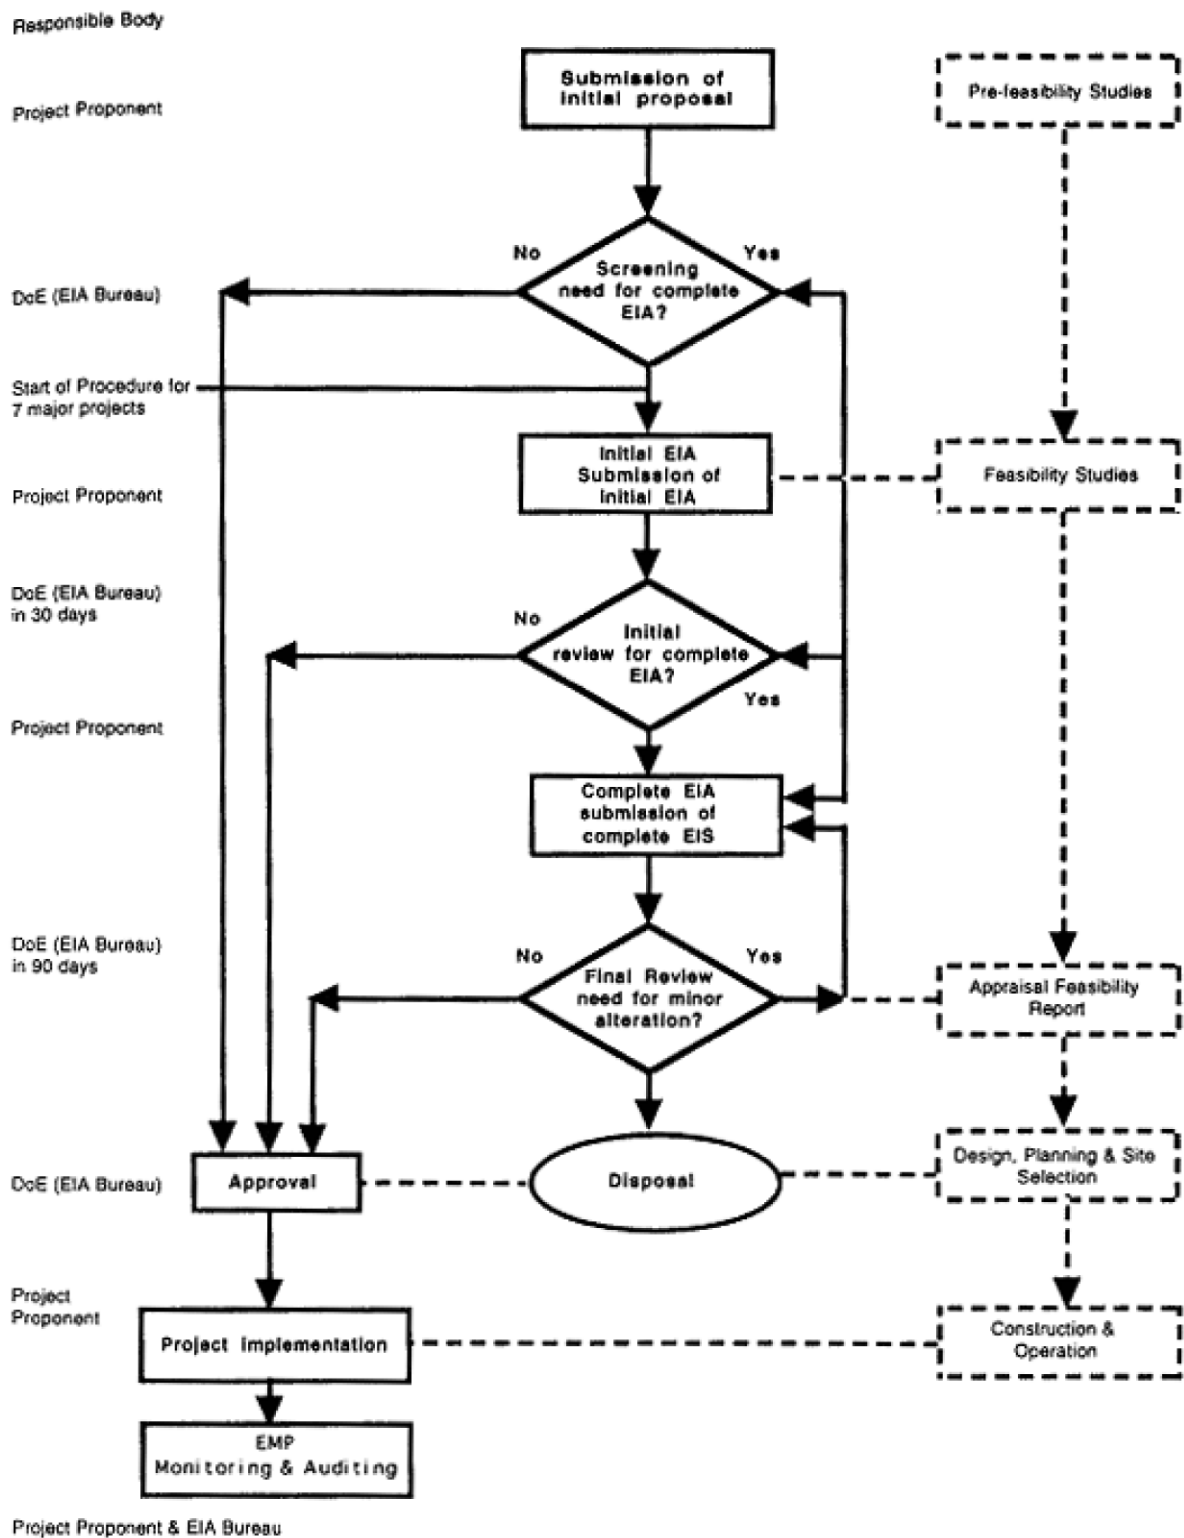 Responsible Body
Submission of
initial proposal
Pre-feasibility Studies
Project Proponent
No
Yes
Screening
need for complete
EIA?
DoE (EIA Bureau)
Start of Procedure for
7 major projects
Initial EIA
Submission of
initial EIA
Feasibility Studies
Project Proponent
DoE (EIA Bureau)
in 30 days
No
Initial
review for complete
EIA?
Yes
Project Proponent
Complete EIA
submission of
complete EIS
DoE (EIA Bureau)
in 90 days
No
Yes
Final Review
need for minor
alteration?
Appraisal Feasibility
Report
Design, Planning & Site
Selection
DoE (EIA Bureau)
Approval
Disposal
Project
Proponent
Project implementation
Construction &
Operation
EMP
Monitoring & Auditing
Project Proponent & EIA Bureau